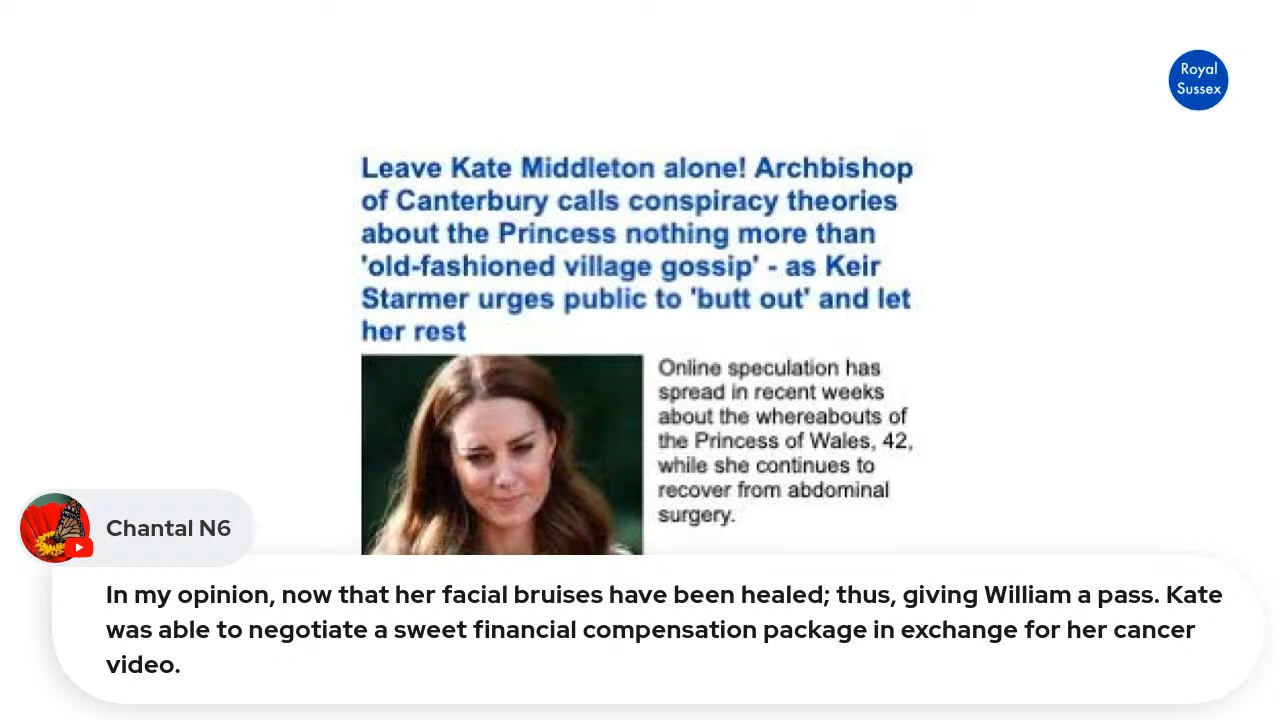 Royal
Sussex
Leave Kate Middleton alone! Archbishop
of Canterbury calls conspiracy theories
about the Princess nothing more than
'old-fashioned village gossip' - as Keir
Starmer urges public to 'butt out' and let
her rest
Online speculation has
spread in recent weeks
about the whereabouts of
the Princess of Wales, 42,
while she continues to
recover from abdominal
surgery.
Chantal N6
In my opinion, now that her facial bruises have been healed; thus, giving William a pass. Kate
was able to negotiate a sweet financial compensation package in exchange for her cancer
video.